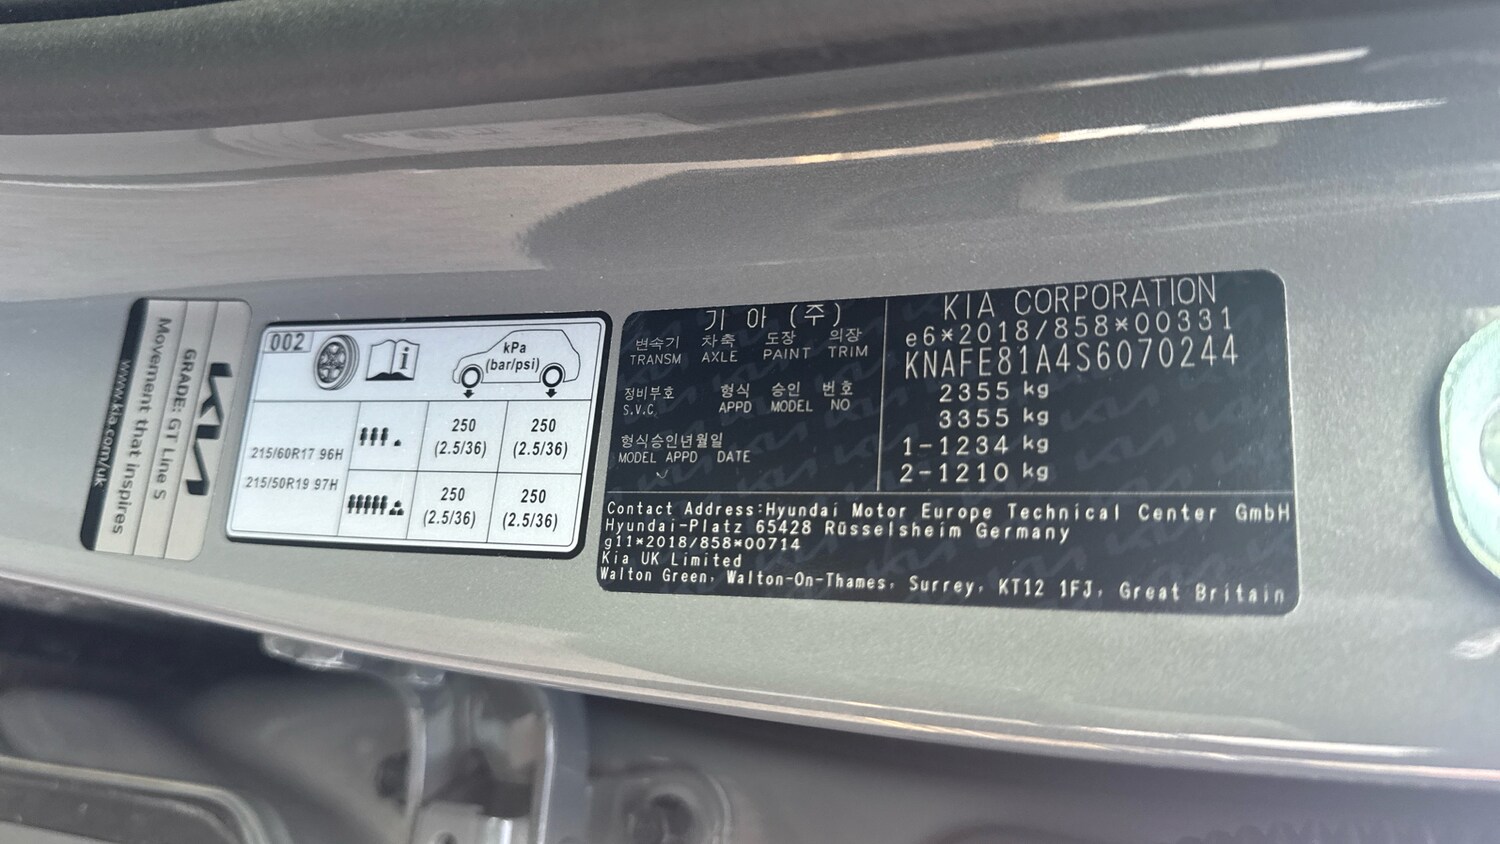 KIA
GRADE: GT Line S
Movement that inspires
www.kia.com/uk
002
i
kPa
(bar/psi)
215/60R17 96H
215/50R19 97H
250
(2.5/36)
250
(2.5/36)
250
(2.5/36)
250
(2.5/36)
기아(주)
변속기 차축 도장 의장
TRANSM AXLE PAINT TRIM
정비부호 형식 승인 번호
S.V.C APPD MODEL NO
형식승인년월일
MODEL APPD DATE
KIA CORPORATION
e6*2018/858*00331
KNAFE81A4S6070244
2355 kg
3355 kg
1-1234 kg
2-1210 kg
Contact Address:Hyundai Motor Europe Technical Center GmbH
Hyundai-Platz 65428 Rüsselsheim Germany
g11*2018/858*00714
Kia UK Limited
Walton Green, Walton-On-Thames, Surrey, KT12 1FJ, Great Britain